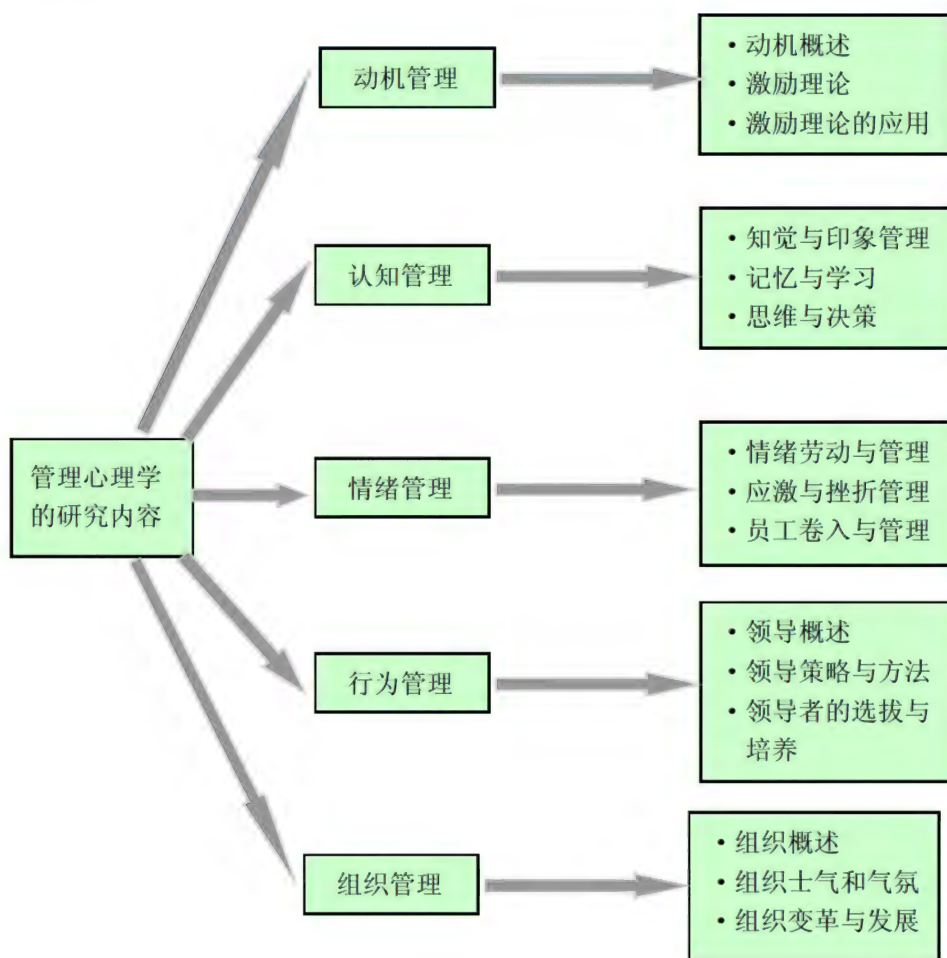 管理心理学
的研究内容
动机管理
·动机概述
·激励理论
·激励理论的应用
认知管理
·知觉与印象管理
·记忆与学习
·思维与决策
情绪管理
·情绪劳动与管理
·应激与挫折管理
·员工卷入与管理
行为管理
·领导概述
·领导策略与方法
·领导者的选拔与
培养
组织管理
·组织概述
·组织士气和气氛
·组织变革与发展